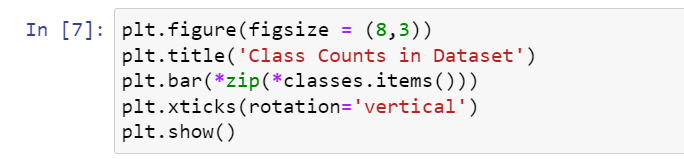 In [7]: plt.figure(figsize = (8,3))
plt.title('Class Counts in Dataset')
plt.bar(*zip(*classes.items()))
plt.xticks(rotation='vertical')
plt.show()